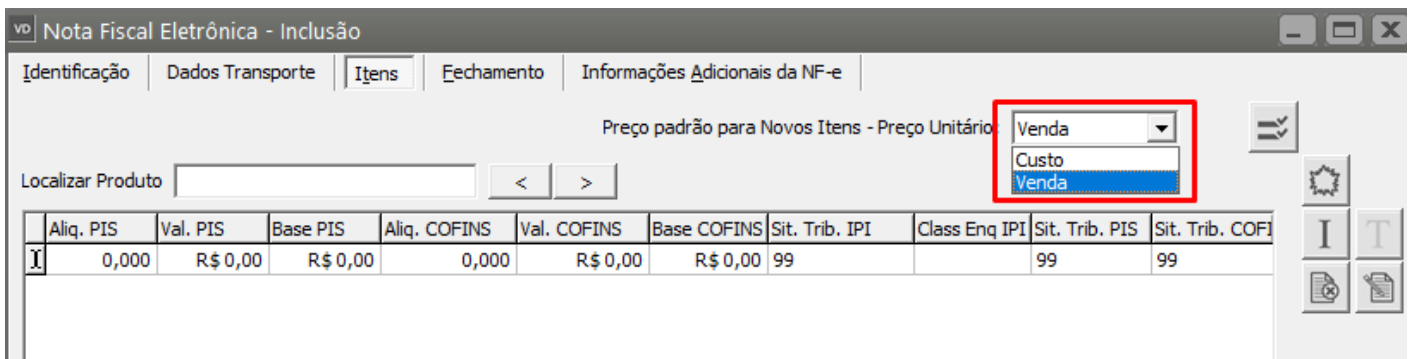 VD Nota Fiscal Eletrônica - Inclusão
Identificação Dados Transporte Itens Fechamento Informações Adicionais da NF-e
Preço padrão para Novos Itens - Preço Unitário: Venda
Custo
Venda
Localizar Produto < >
Aliq. PIS Val. PIS Base PIS Aliq. COFINS Val. COFINS Base COFINS Sit. Trib. IPI Class Enq IPI Sit. Trib. PIS Sit. Trib. COFI
0,000 R$ 0,00 R$ 0,00 0,000 R$ 0,00 R$ 0,00 99 99 99
I T